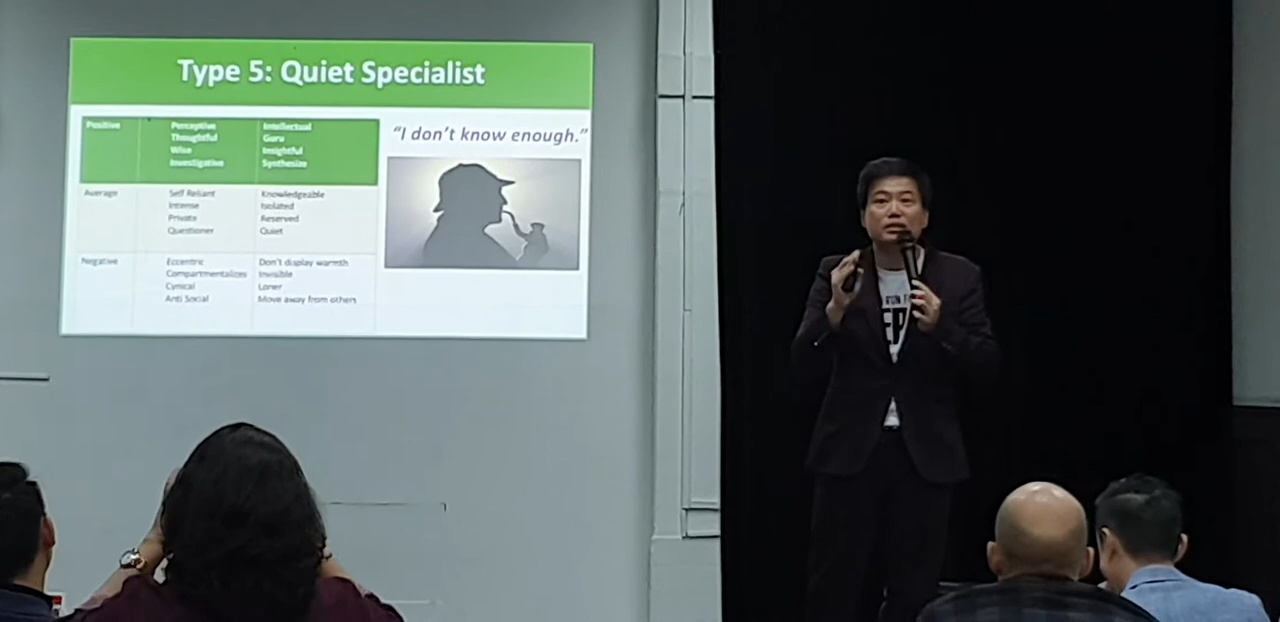 Type 5: Quiet Specialist
Positive Perceptive Intellectual
Thoughtful Guru
Wise Insightful
Investigative Synthesize
"I don't know enough."
Average Self Reliant Knowledgeable
Intense Isolated
Private Reserved
Questioner Quiet
Negative Eccentric Don't display warmth
Compartmentalizes Invisible
Cynical Loner
Anti Social Move away from others